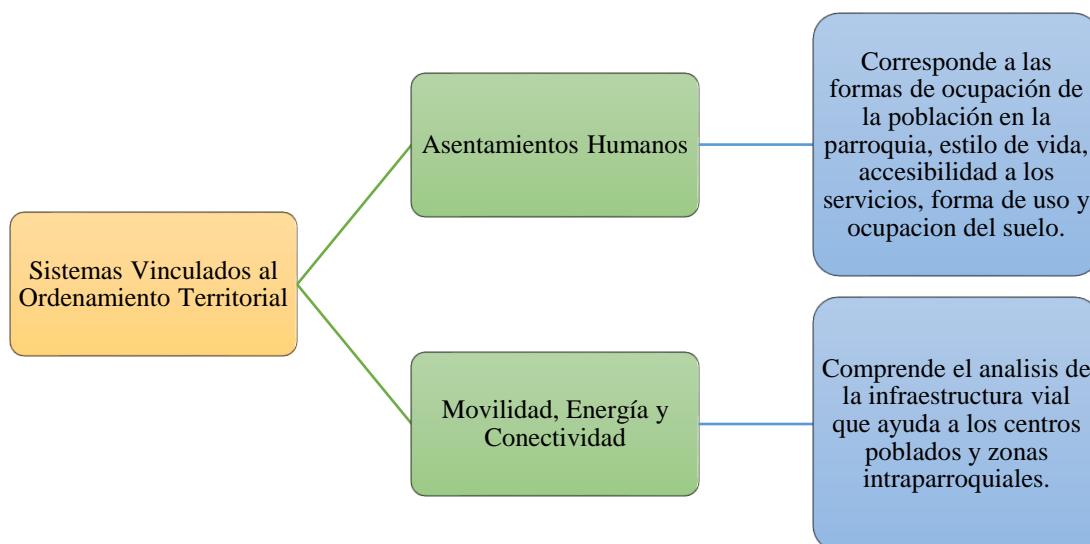 Sistemas Vinculados al
Ordenamiento Territorial
Asentamientos Humanos
Corresponde a las
formas de ocupación de
la población en la
parroquia, estilo de vida,
accesibilidad a los
servicios, forma de uso y
ocupacion del suelo.
Movilidad, Energía y
Conectividad
Comprende el analisis de
la infraestructura vial
que ayuda a los centros
poblados y zonas
intraparroquiales.